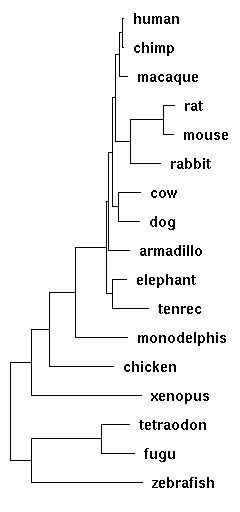 human
chimp
macaque
rat
mouse
rabbit
cow
dog
armadillo
elephant
tenrec
monodelphis
chicken
xenopus
tetraodon
fugu
zebrafish